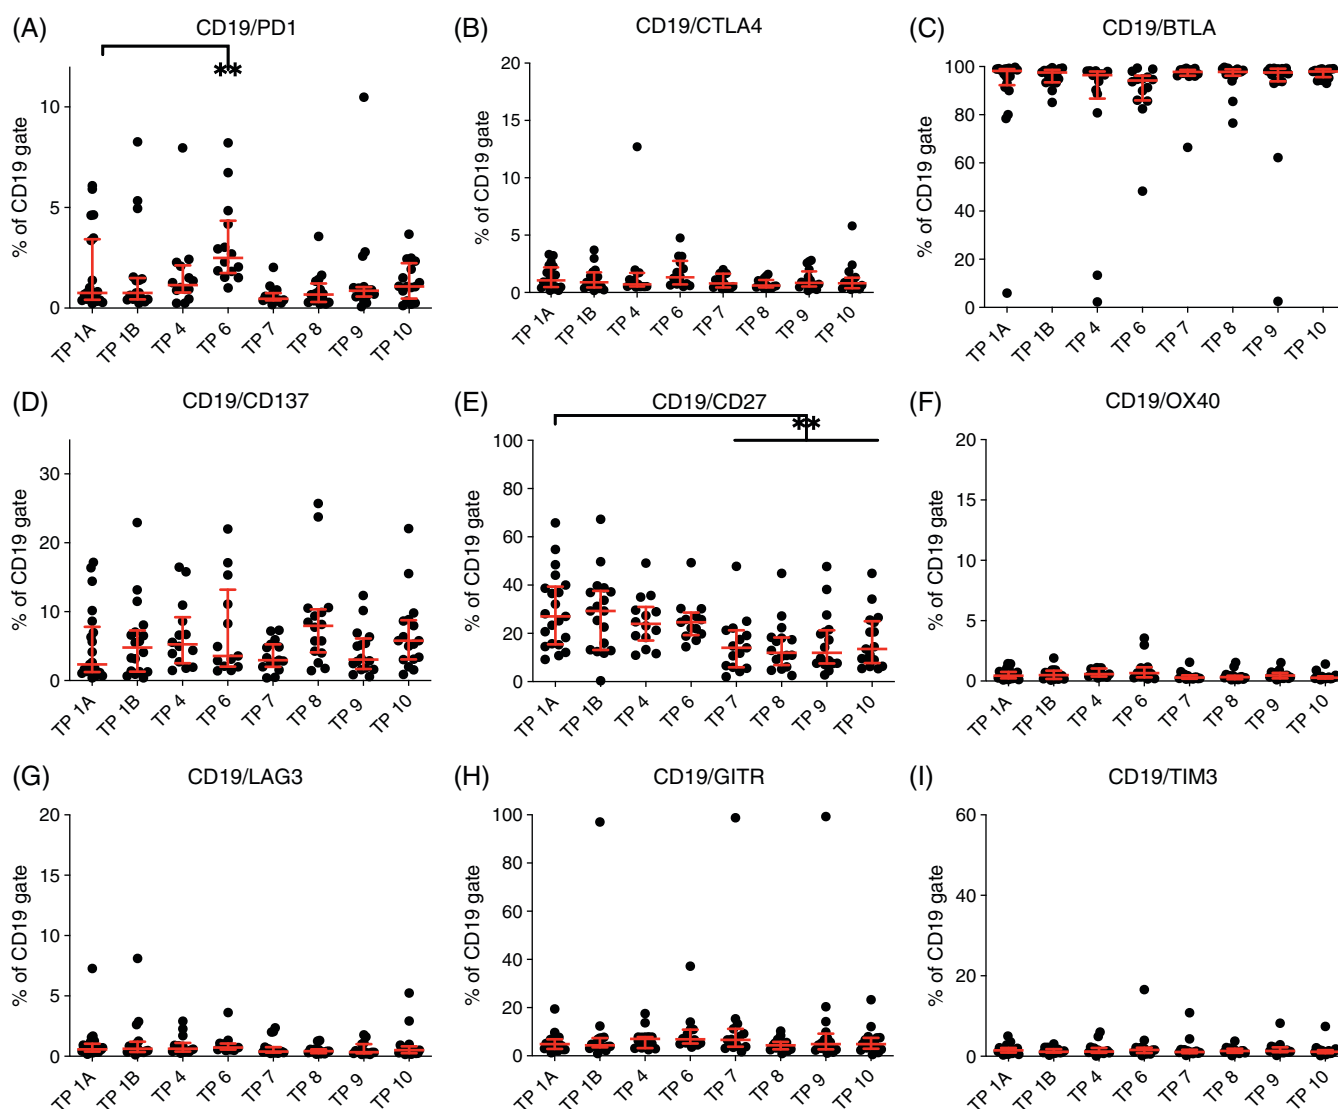 (A) CD19/PD1
**
% of CD19 gate
10
5
0
TP 1A TP 1B TP 4 TP 6 TP 7 TP 8 TP 9 TP 10
(B) CD19/CTLA4
% of CD19 gate
20
15
10
5
0
TP 1A TP 1B TP 4 TP 6 TP 7 TP 8 TP 9 TP 10
(C) CD19/BTLA
% of CD19 gate
100
80
60
40
20
0
TP 1A TP 1B TP 4 TP 6 TP 7 TP 8 TP 9 TP 10
(D) CD19/CD137
% of CD19 gate
30
20
10
0
TP 1A TP 1B TP 4 TP 6 TP 7 TP 8 TP 9 TP 10
(E) CD19/CD27
**
% of CD19 gate
100
80
60
40
20
0
TP 1A TP 1B TP 4 TP 6 TP 7 TP 8 TP 9 TP 10
(F) CD19/OX40
% of CD19 gate
20
15
10
5
0
TP 1A TP 1B TP 4 TP 6 TP 7 TP 8 TP 9 TP 10
(G) CD19/LAG3
% of CD19 gate
20
15
10
5
0
TP 1A TP 1B TP 4 TP 6 TP 7 TP 8 TP 9 TP 10
(H) CD19/GITR
% of CD19 gate
100
80
60
40
20
0
TP 1A TP 1B TP 4 TP 6 TP 7 TP 8 TP 9 TP 10
(I) CD19/TIM3
% of CD19 gate
60
40
20
0
TP 1A TP 1B TP 4 TP 6 TP 7 TP 8 TP 9 TP 10